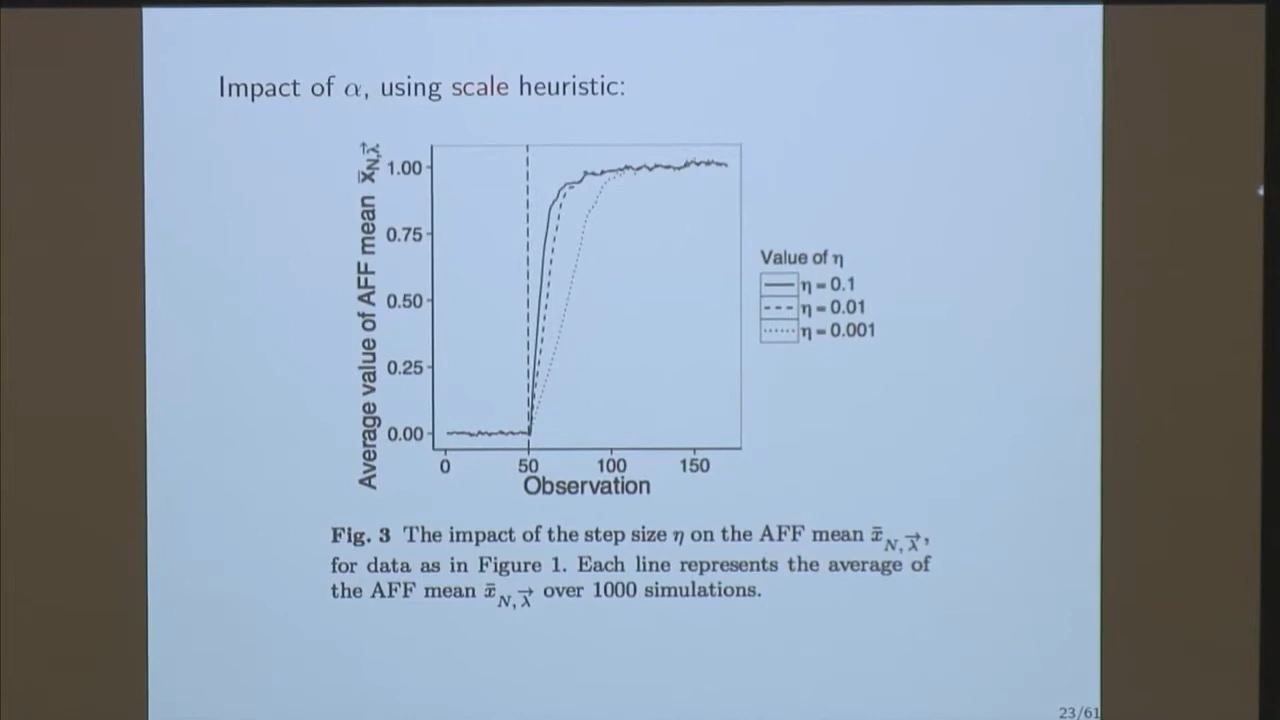 Impact of α, using scale heuristic:
Average value of AFF mean x̄_N,λ⃗
1.00
0.75
0.50
0.25
0.00
0
50
100
150
Observation
Value of η
η = 0.1
η = 0.01
η = 0.001
Fig. 3 The impact of the step size η on the AFF mean x̄_N,λ⃗,
for data as in Figure 1. Each line represents the average of
the AFF mean x̄_N,λ⃗ over 1000 simulations.
23/61